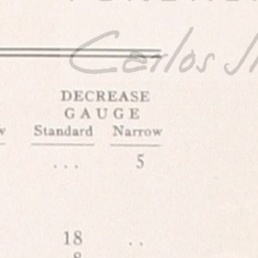 Carlos
DECREASE
GAUGE
Standard Narrow
... 5
18 ..